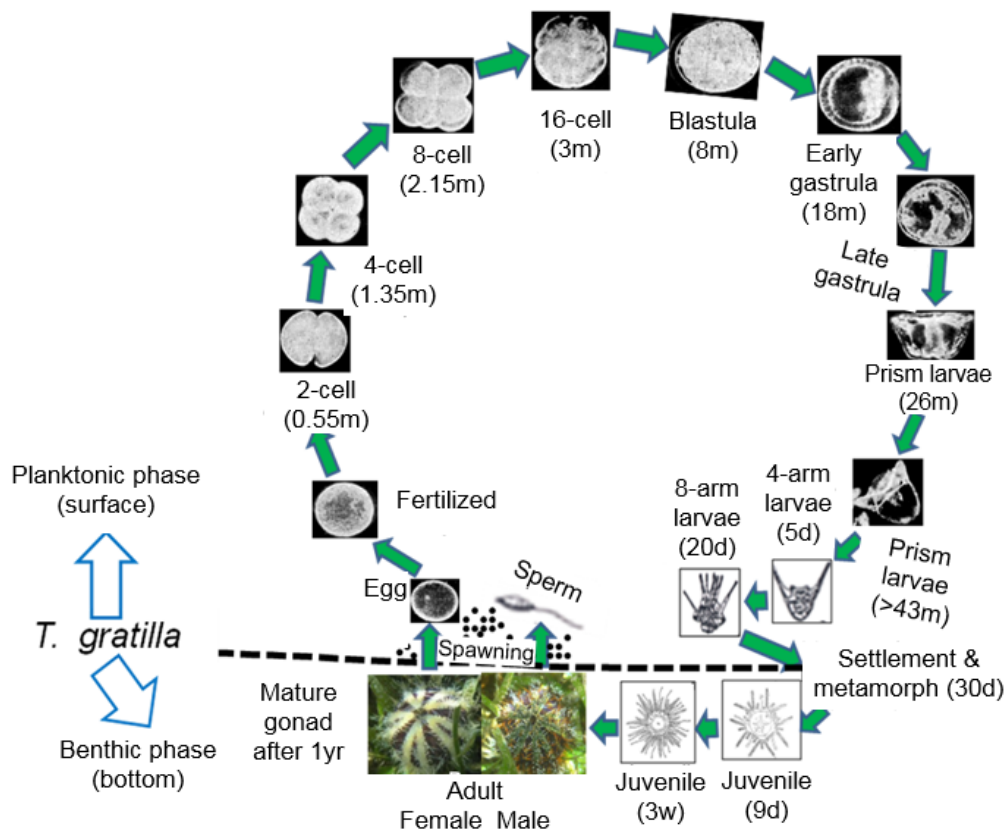 16-cell
(3m)
Blastula
(8m)
8-cell
(2.15m)
Early
gastrula
(18m)
4-cell
(1.35m)
Late
gastrula
2-cell
(0.55m)
Prism larvae
(26m)
Planktonic phase
(surface)
Fertilized
8-arm
larvae
(20d)
4-arm
larvae
(5d)
Prism
larvae
(>43m)
Egg
Sperm
T. gratilla
Spawning
Settlement &
metamorph (30d)
Mature
gonad
after 1yr
Benthic phase
(bottom)
Adult
Female Male
Juvenile
(3w)
Juvenile
(9d)